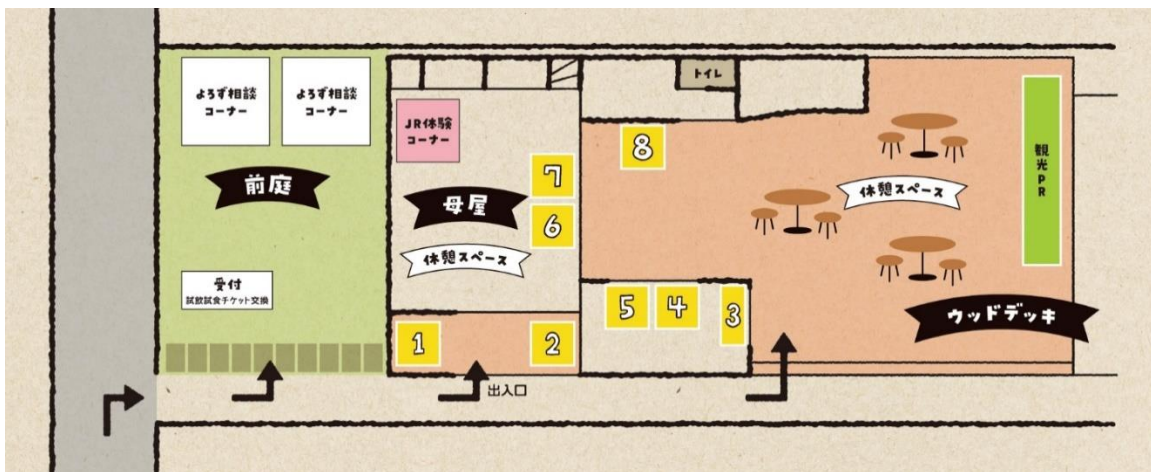 よろず相談
コーナー
よろず相談
コーナー
前庭
受付
試飲試食チケット交換
JR体験
コーナー
母屋
休憩スペース
7
6
1
2
出入口
トイレ
8
5
4
3
休憩スペース
観光PR
ウッドデッキ